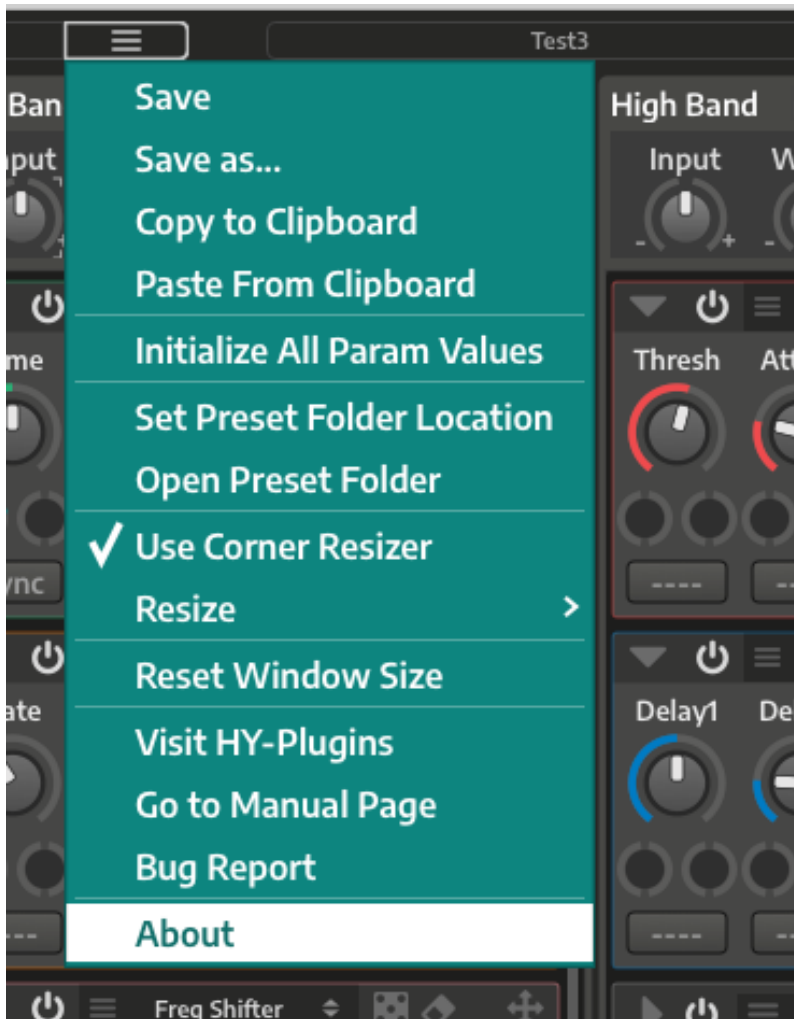 Test3
Save
Save as...
Copy to Clipboard
Paste From Clipboard
Initialize All Param Values
Set Preset Folder Location
Open Preset Folder
Use Corner Resizer
Resize
Reset Window Size
Visit HY-Plugins
Go to Manual Page
Bug Report
About
High Band
Input
- +
Thresh
----
Delay1
----
Freq Shifter